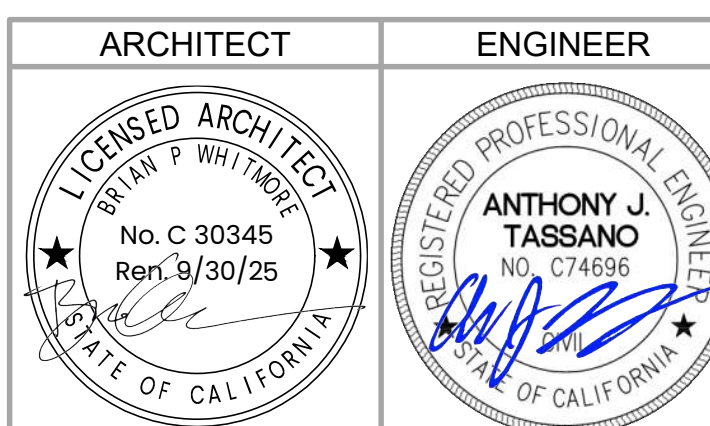 ARCHITECT
LICENSED ARCHITECT
BRIAN P WHITMORE
No. C 30345
Ren. 9/30/25
STATE OF CALIFORNIA
ENGINEER
REGISTERED PROFESSIONAL ENGINEER
ANTHONY J.
TASSANO
NO. C74696
CIVIL
STATE OF CALIFORNIA